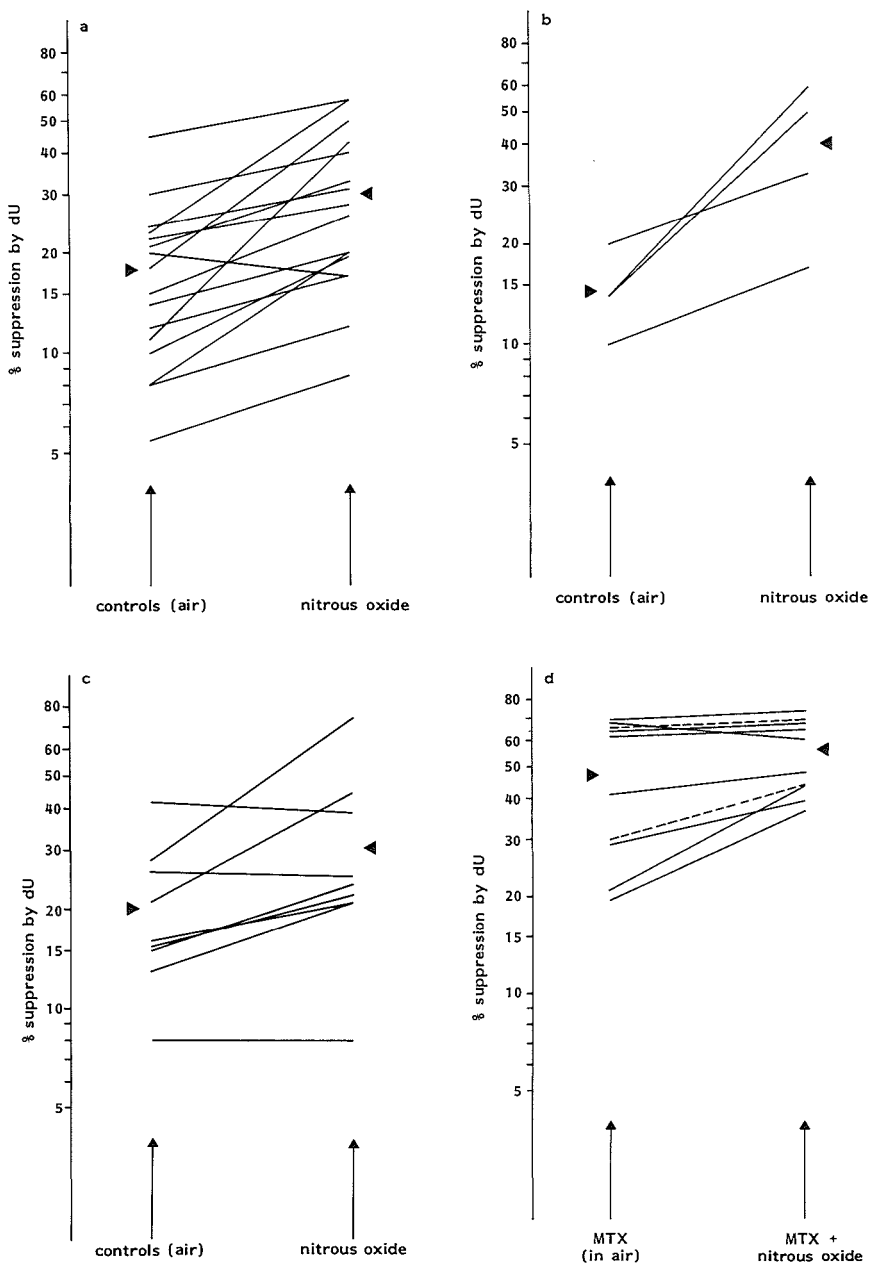 a
% suppression by dU
80
60
50
40
30
20
15
10
5
controls (air)
nitrous oxide
b
% suppression by dU
80
60
50
40
30
20
15
10
5
controls (air)
nitrous oxide
c
% suppression by dU
80
60
50
40
30
20
15
10
5
controls (air)
nitrous oxide
d
% suppression by dU
80
60
50
40
30
20
15
10
5
MTX
(in air)
MTX +
nitrous oxide